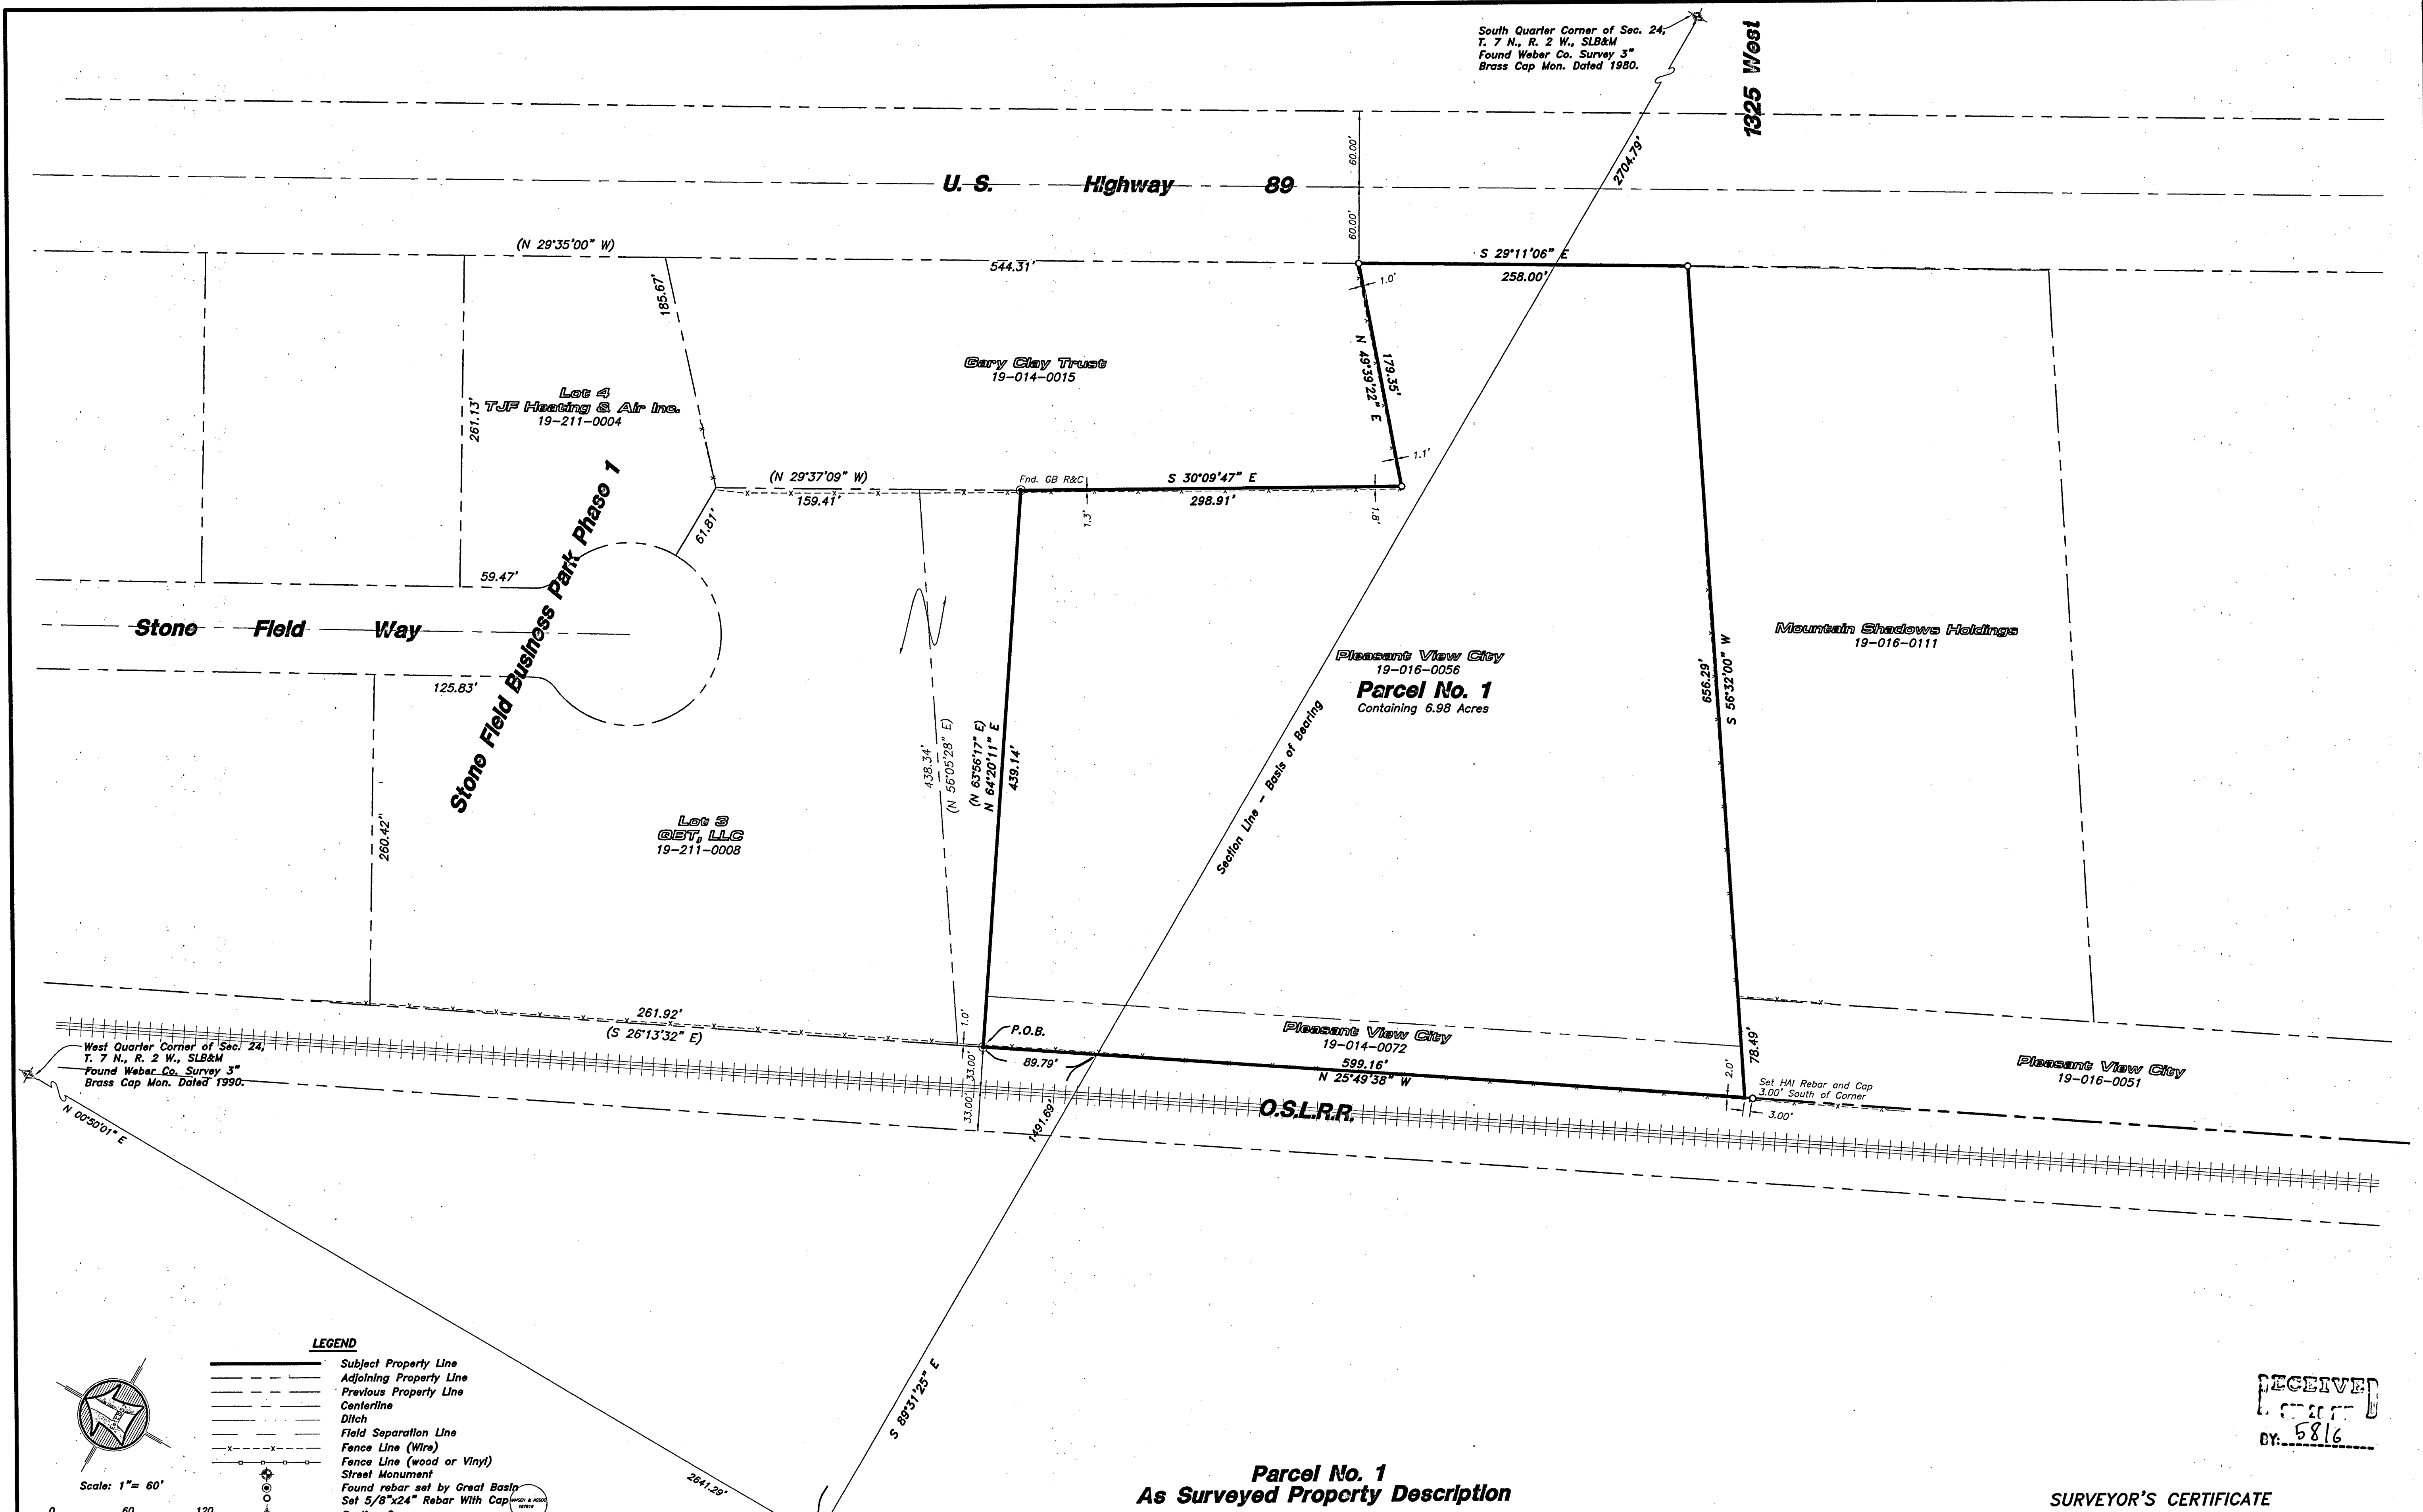 South Quarter Corner of Sec. 24,
T. 7 N., R. 2 W., SLB&M
Found Weber Co. Survey 3"
Brass Cap Mon. Dated 1980.
1325 West
2704.79'
60.00'
60.00'
U. S. Highway 89
(N 29°35'00" W)
544.31'
S 29°11'06" E
258.00'
185.67'
1.0'
N 49°39'22" E
179.35'
1.1'
Gary Clay Trust
19-014-0015
Lot 4
TJF Heating & Air Inc.
19-211-0004
261.13'
(N 29°37'09" W)
159.41'
Fnd. GB R&C
S 30°09'47" E
298.91'
1.3'
1.8'
61.81'
59.47'
Stone Field Business Park Phase 1
Stone Field Way
125.83'
Mountain Shadows Holdings
19-016-0111
Pleasant View City
19-016-0056
Parcel No. 1
Containing 6.98 Acres
656.29'
S 56°32'00" W
438.34'
(N 56°05'28" E)
(N 63°56'17" E)
N 64°20'11" E
439.14'
Section Line - Basis of Bearing
260.42'
Lot 3
QBT, LLC
19-211-0008
261.92'
(S 26°13'32" E)
1.0'
P.O.B.
89.79'
33.00'
33.00'
Pleasant View City
19-014-0072
599.16'
N 25°49'38" W
78.49'
2.0'
Set HAI Rebar and Cap
3.00' South of Corner
3.00'
Pleasant View City
19-016-0051
West Quarter Corner of Sec. 24,
T. 7 N., R. 2 W., SLB&M
Found Weber Co. Survey 3"
Brass Cap Mon. Dated 1990.
O.S.L.R.R.
1491.69'
N 00°50'01" E
S 89°31'25" E
2641.29'
LEGEND
Subject Property Line
Adjoining Property Line
Previous Property Line
Centerline
Ditch
Field Separation Line
Fence Line (Wire)
Fence Line (wood or Vinyl)
Street Monument
Found rebar set by Great Basin
Set 5/8"x24" Rebar With Cap
Scale: 1"= 60'
0 60 120
RECEIVED
BY: 5816
Parcel No. 1
As Surveyed Property Description
SURVEYOR'S CERTIFICATE